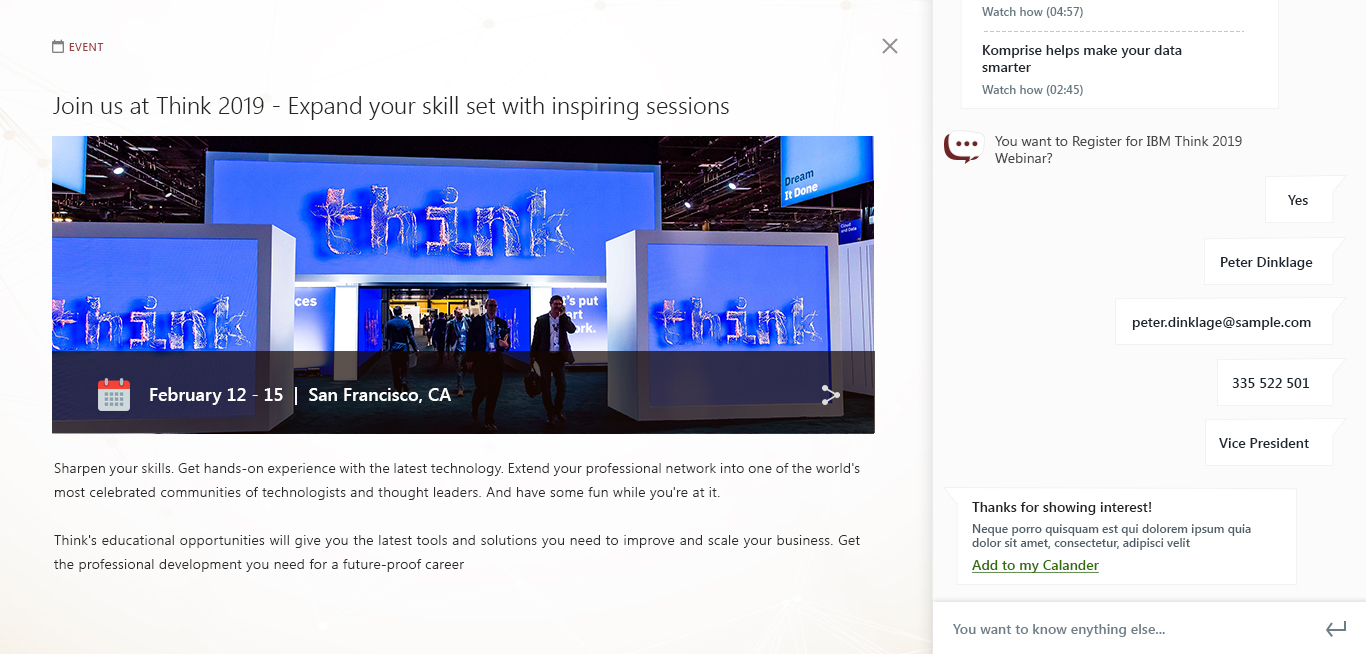 EVENT
Join us at Think 2019 - Expand your skill set with inspiring sessions
think
Dream
It Done
Cloud
and Data
think
ces
t's put
art
rk.
think
February 12 - 15 | San Francisco, CA
Sharpen your skills. Get hands-on experience with the latest technology. Extend your professional network into one of the world's
most celebrated communities of technologists and thought leaders. And have some fun while you're at it.
Think's educational opportunities will give you the latest tools and solutions you need to improve and scale your business. Get
the professional development you need for a future-proof career
Watch how (04:57)
Komprise helps make your data
smarter
Watch how (02:45)
You want to Register for IBM Think 2019
Webinar?
Yes
Peter Dinklage
peter.dinklage@sample.com
335 522 501
Vice President
Thanks for showing interest!
Neque porro quisquam est qui dolorem ipsum quia
dolor sit amet, consectetur, adipisci velit
Add to my Calander
You want to know enything else...